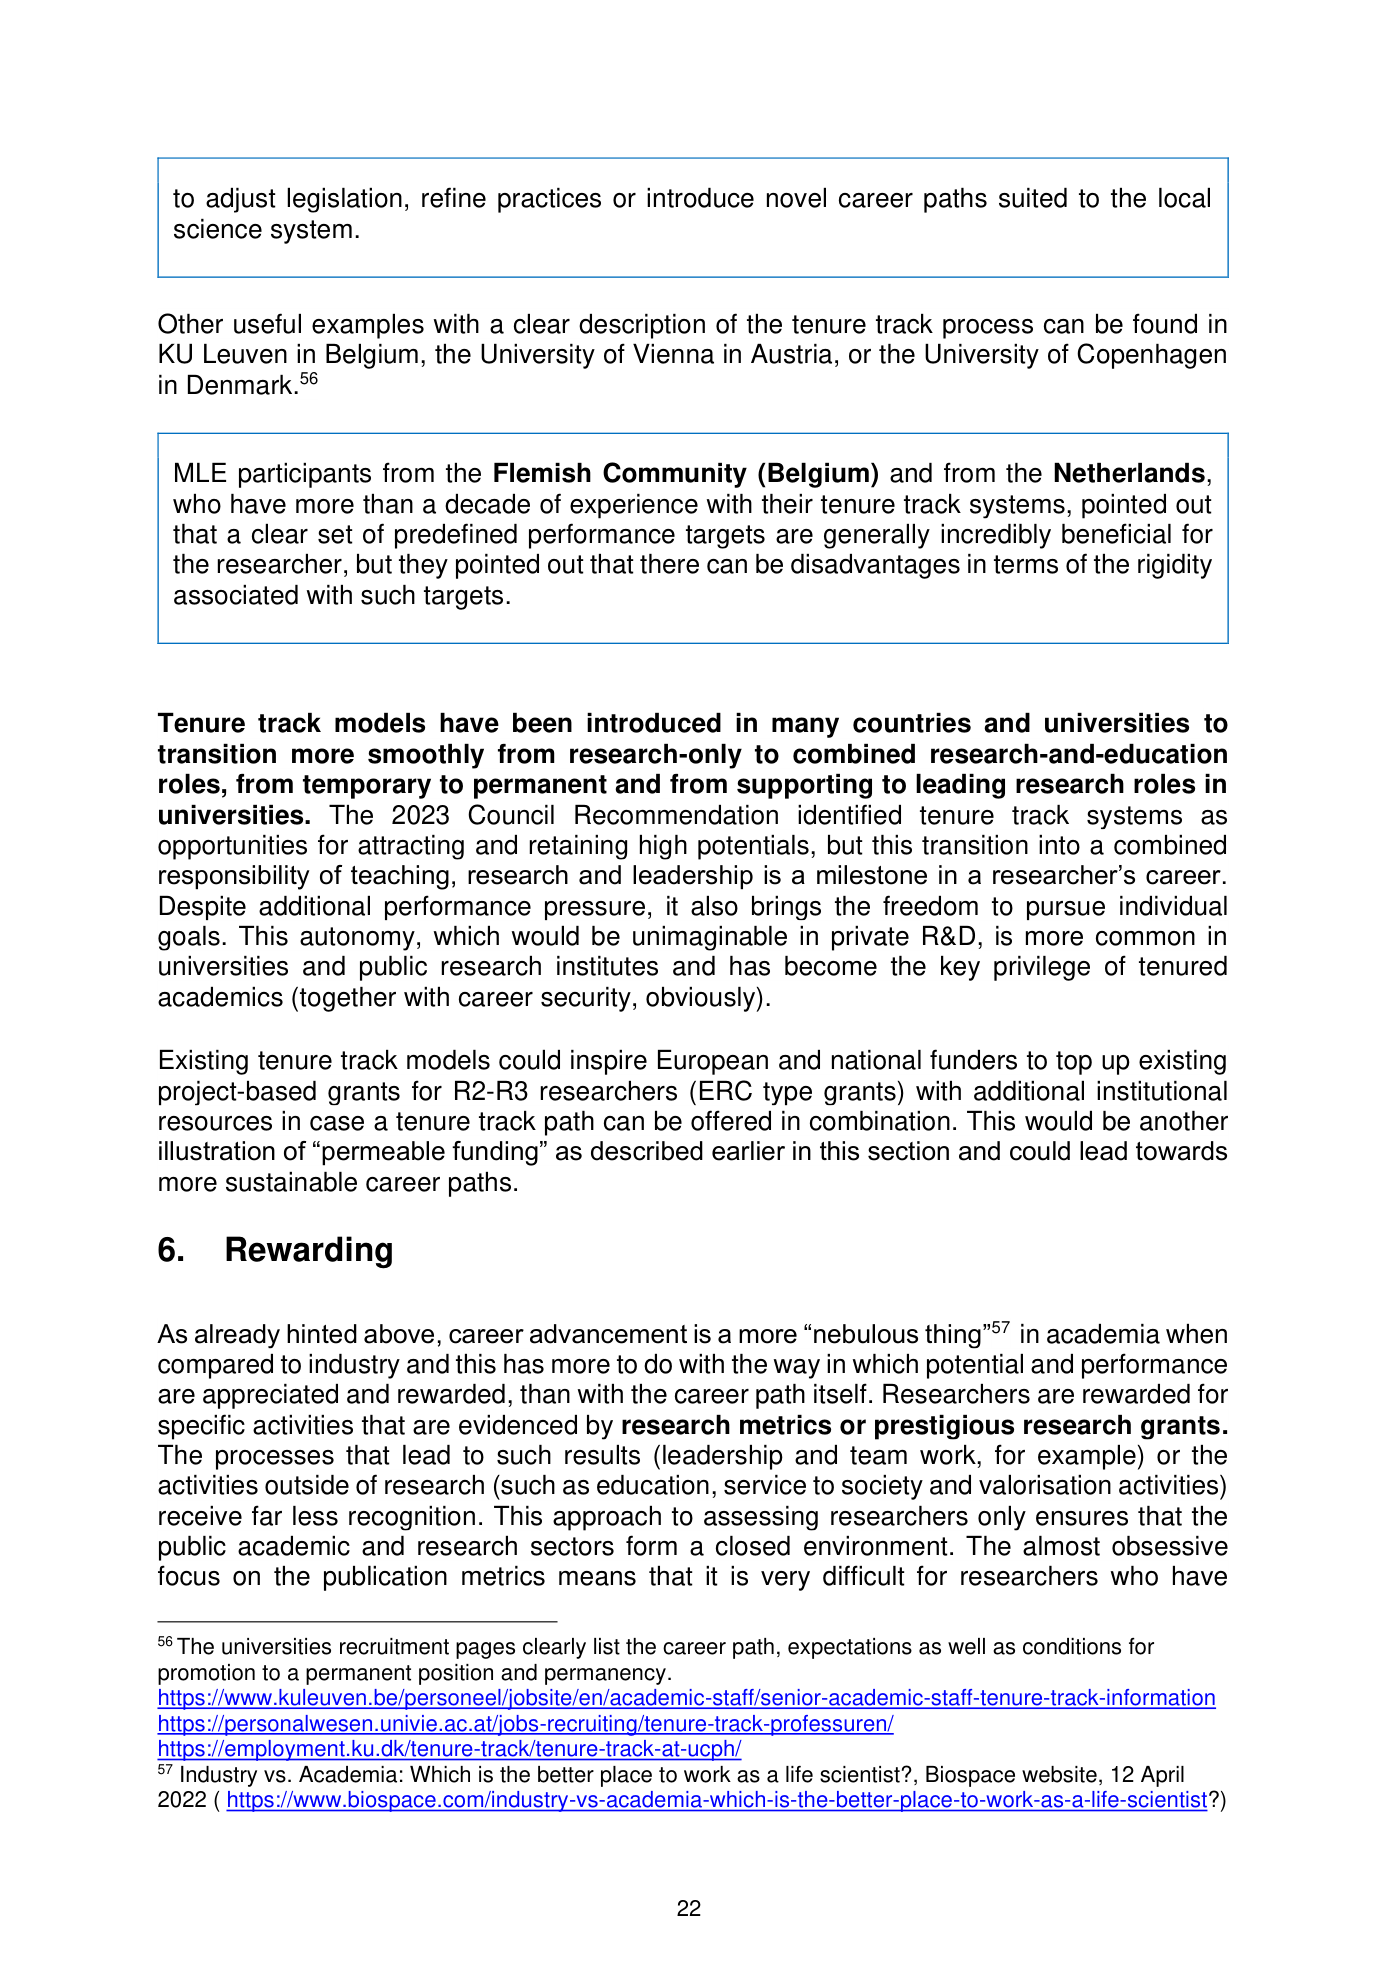 to adjust legislation, refine practices or introduce novel career paths suited to the local
science system.
Other useful examples with a clear description of the tenure track process can be found in
KU Leuven in Belgium, the University of Vienna in Austria, or the University of Copenhagen
in Denmark.56
MLE participants from the Flemish Community (Belgium) and from the Netherlands,
who have more than a decade of experience with their tenure track systems, pointed out
that a clear set of predefined performance targets are generally incredibly beneficial for
the researcher, but they pointed out that there can be disadvantages in terms of the rigidity
associated with such targets.
Tenure track models have been introduced in many countries and universities to
transition more smoothly from research-only to combined research-and-education
roles, from temporary to permanent and from supporting to leading research roles in
universities. The 2023 Council Recommendation identified tenure track systems as
opportunities for attracting and retaining high potentials, but this transition into a combined
responsibility of teaching, research and leadership is a milestone in a researcher’s career.
Despite additional performance pressure, it also brings the freedom to pursue individual
goals. This autonomy, which would be unimaginable in private R&D, is more common in
universities and public research institutes and has become the key privilege of tenured
academics (together with career security, obviously).
Existing tenure track models could inspire European and national funders to top up existing
project-based grants for R2-R3 researchers (ERC type grants) with additional institutional
resources in case a tenure track path can be offered in combination. This would be another
illustration of “permeable funding” as described earlier in this section and could lead towards
more sustainable career paths.
6. Rewarding
As already hinted above, career advancement is a more “nebulous thing”57 in academia when
compared to industry and this has more to do with the way in which potential and performance
are appreciated and rewarded, than with the career path itself. Researchers are rewarded for
specific activities that are evidenced by research metrics or prestigious research grants.
The processes that lead to such results (leadership and team work, for example) or the
activities outside of research (such as education, service to society and valorisation activities)
receive far less recognition. This approach to assessing researchers only ensures that the
public academic and research sectors form a closed environment. The almost obsessive
focus on the publication metrics means that it is very difficult for researchers who have
56 The universities recruitment pages clearly list the career path, expectations as well as conditions for
promotion to a permanent position and permanency.
https://www.kuleuven.be/personeel/jobsite/en/academic-staff/senior-academic-staff-tenure-track-information
https://personalwesen.univie.ac.at/jobs-recruiting/tenure-track-professuren/
https://employment.ku.dk/tenure-track/tenure-track-at-ucph/
57 Industry vs. Academia: Which is the better place to work as a life scientist?, Biospace website, 12 April
2022 ( https://www.biospace.com/industry-vs-academia-which-is-the-better-place-to-work-as-a-life-scientist?)
22